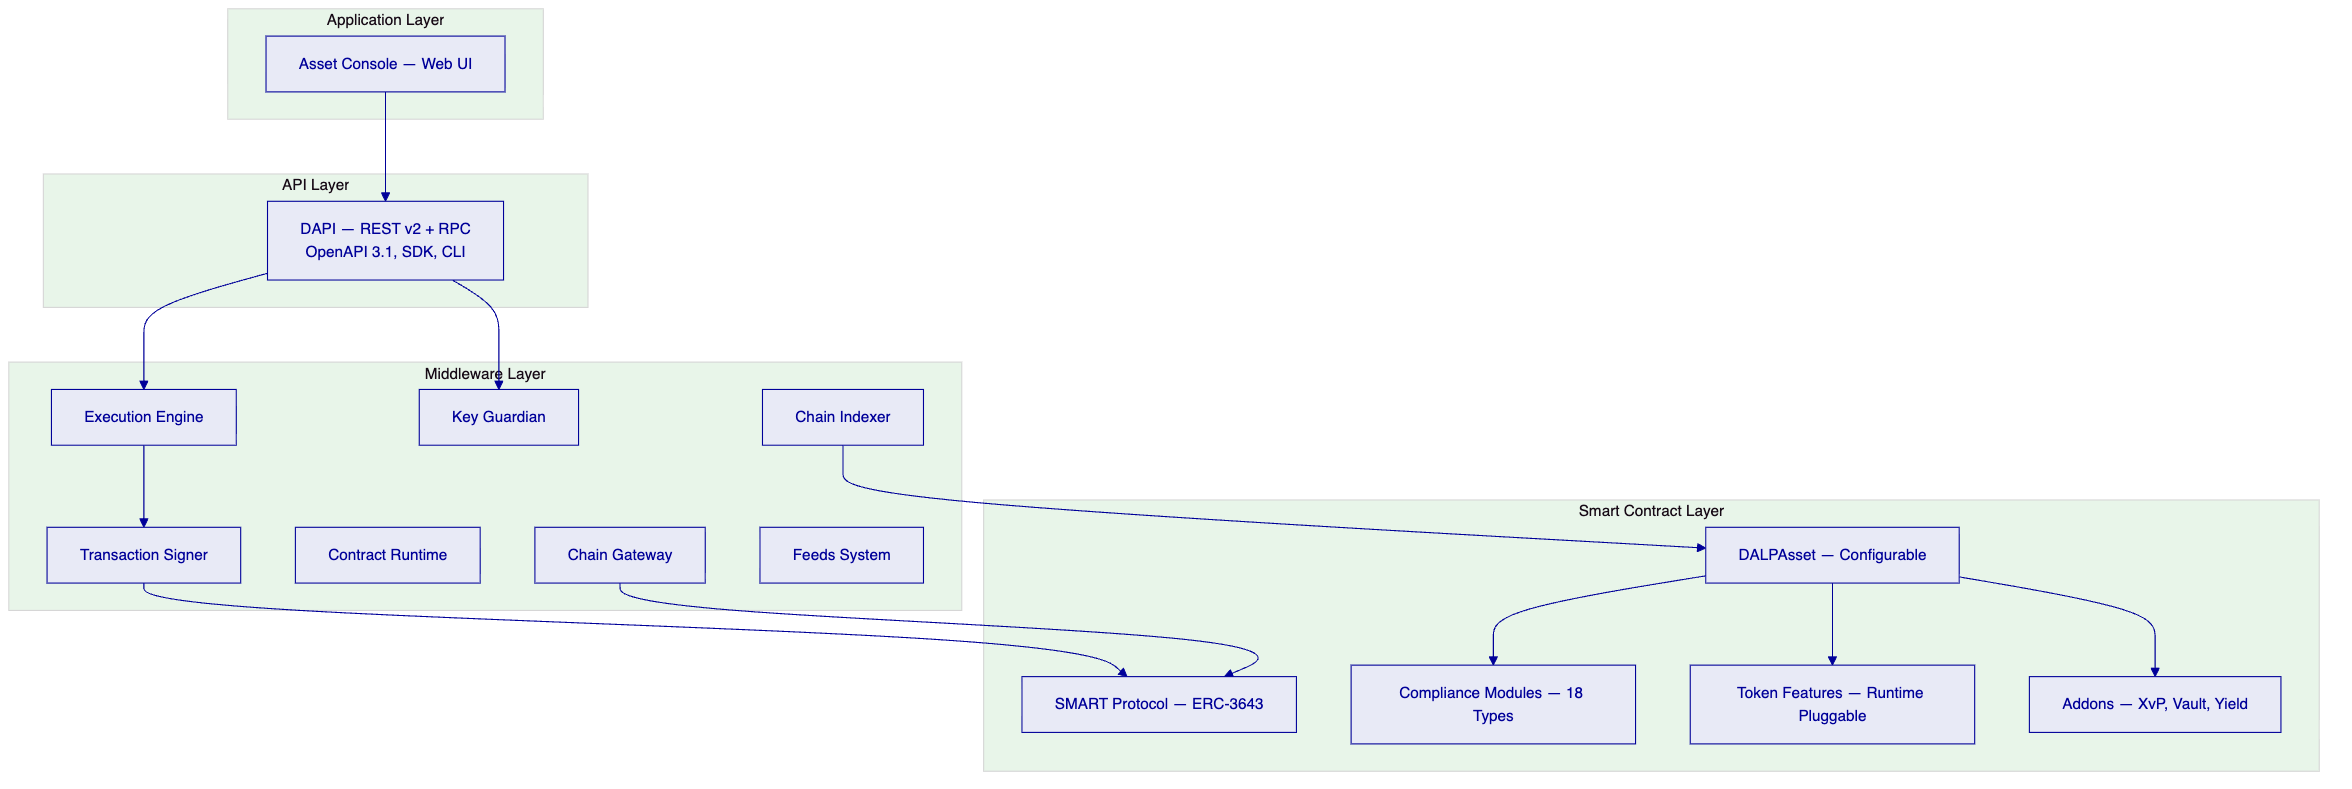 Application Layer
Asset Console — Web UI
API Layer
DAPI — REST v2 + RPC
OpenAPI 3.1, SDK, CLI
Middleware Layer
Execution Engine
Key Guardian
Chain Indexer
Transaction Signer
Contract Runtime
Chain Gateway
Feeds System
Smart Contract Layer
DALPAsset — Configurable
SMART Protocol — ERC-3643
Compliance Modules — 18
Types
Token Features — Runtime
Pluggable
Addons — XvP, Vault, Yield